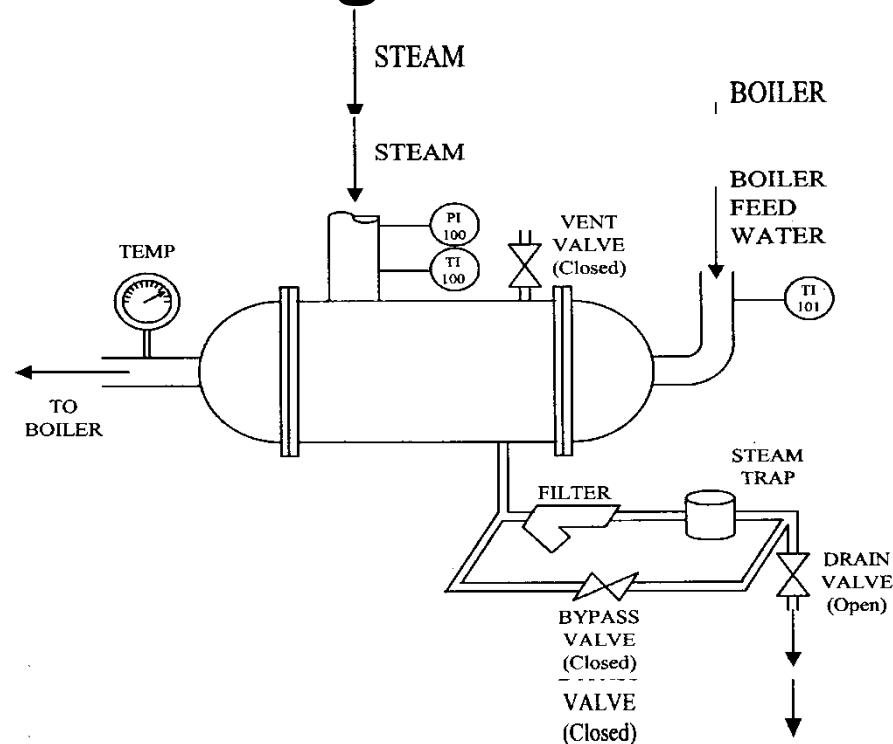 STEAM
BOILER
STEAM
BOILER
FEED
WATER
PI
100
TI
100
VENT
VALVE
(Closed)
TEMP
TI
101
TO
BOILER
STEAM
TRAP
FILTER
DRAIN
VALVE
(Open)
BYPASS
VALVE
(Closed)
VALVE
(Closed)